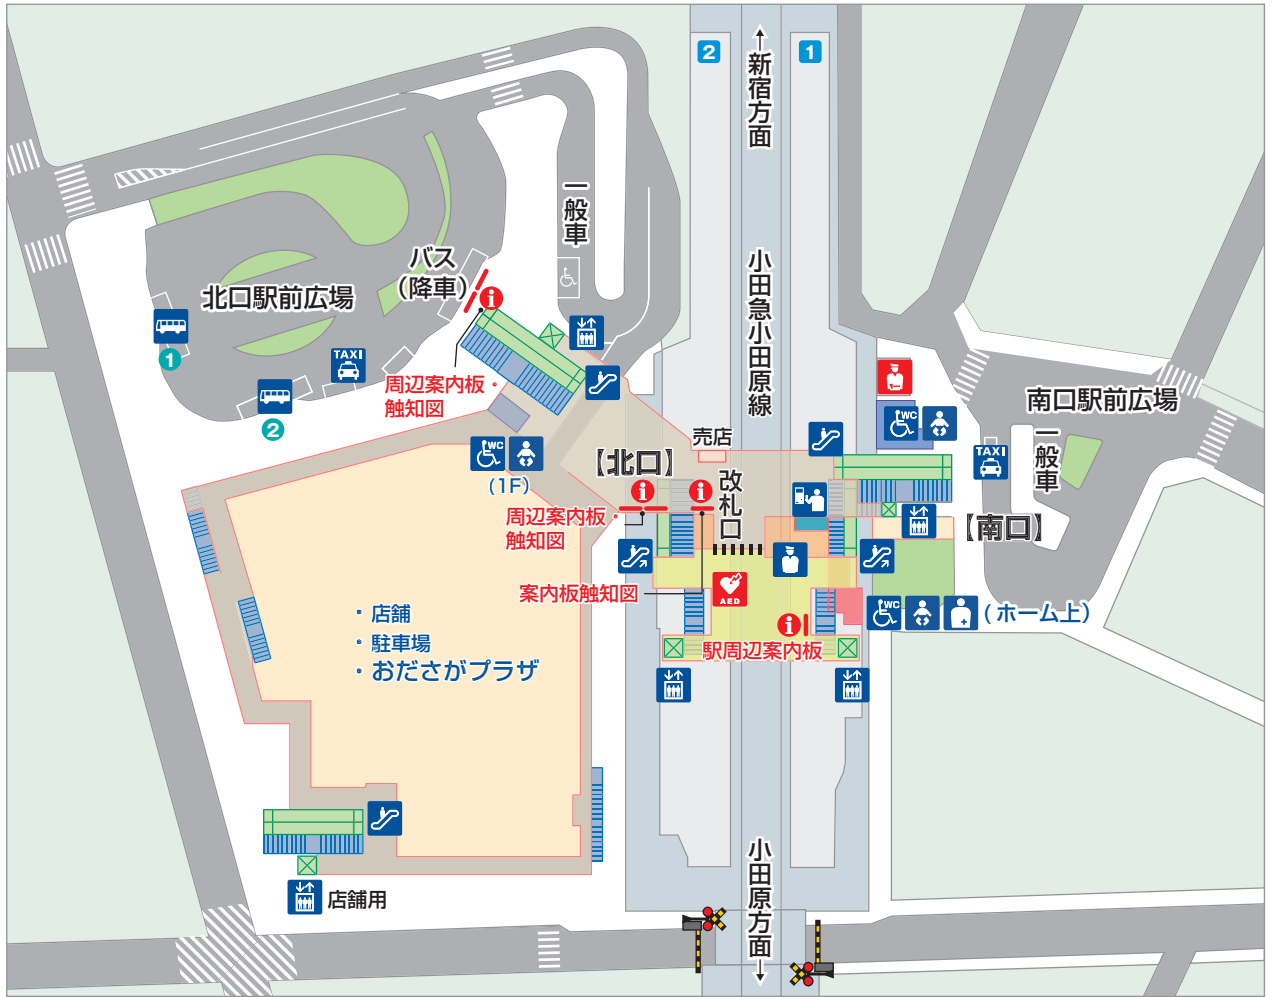 2
1
↑新宿方面
一般車
バス
（降車）
北口駅前広場
小田急小田原線
1
TAXI
2
周辺案内板・
触知図
南口駅前広場
一般車
売店
WC
TAXI
【北口】
WC
(1F)
改札口
周辺案内板・
触知図
【南口】
案内板触知図
AED
WC
(ホーム上)
・店舗
・駐車場
・おださがプラザ
駅周辺案内板
店舗用
小田原方面↓